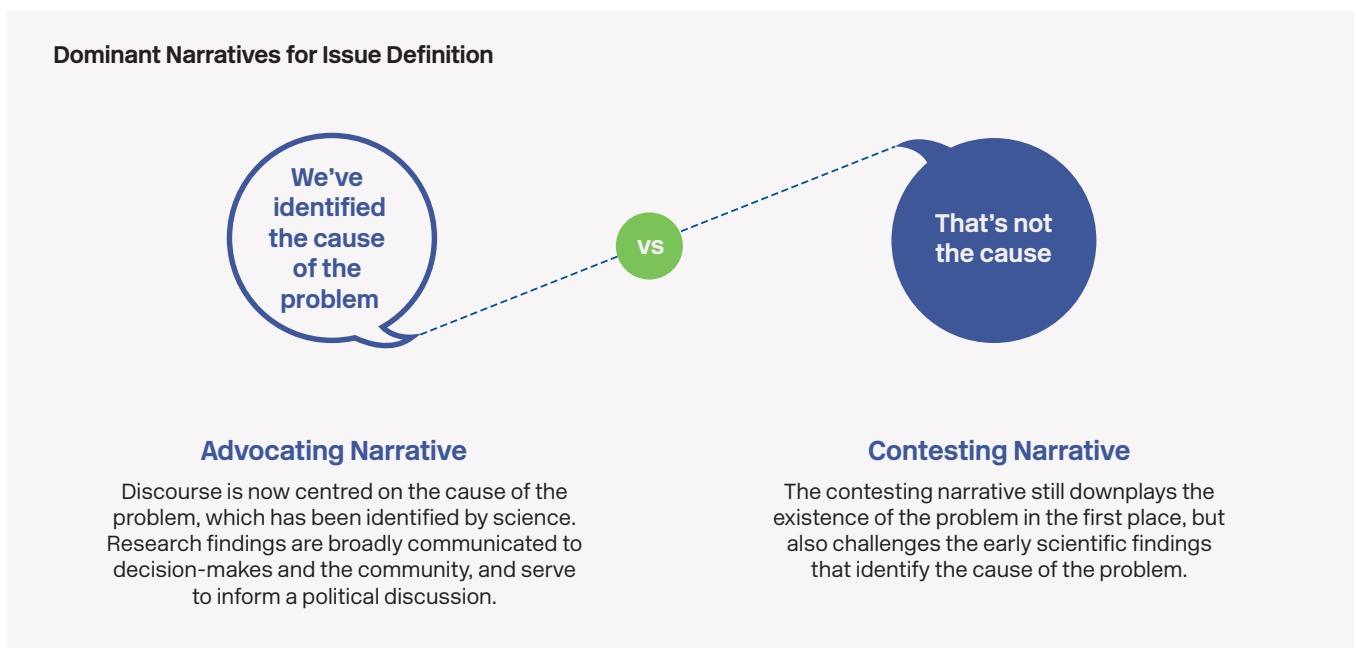 Dominant Narratives for Issue Definition
We've
identified
the cause
of the
problem
vs
That's not
the cause
Advocating Narrative
Discourse is now centred on the cause of the
problem, which has been identified by science.
Research findings are broadly communicated to
decision-makes and the community, and serve
to inform a political discussion.
Contesting Narrative
The contesting narrative still downplays the
existence of the problem in the first place, but
also challenges the early scientific findings
that identify the cause of the problem.